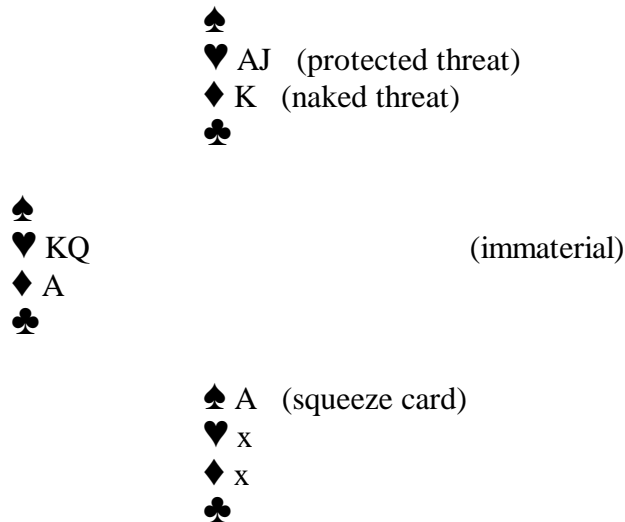 ♠
♥ AJ (protected threat)
♦ K (naked threat)
♣
♠
♥ KQ (immaterial)
♦ A
♣
♠ A (squeeze card)
♥ x
♦ x
♣